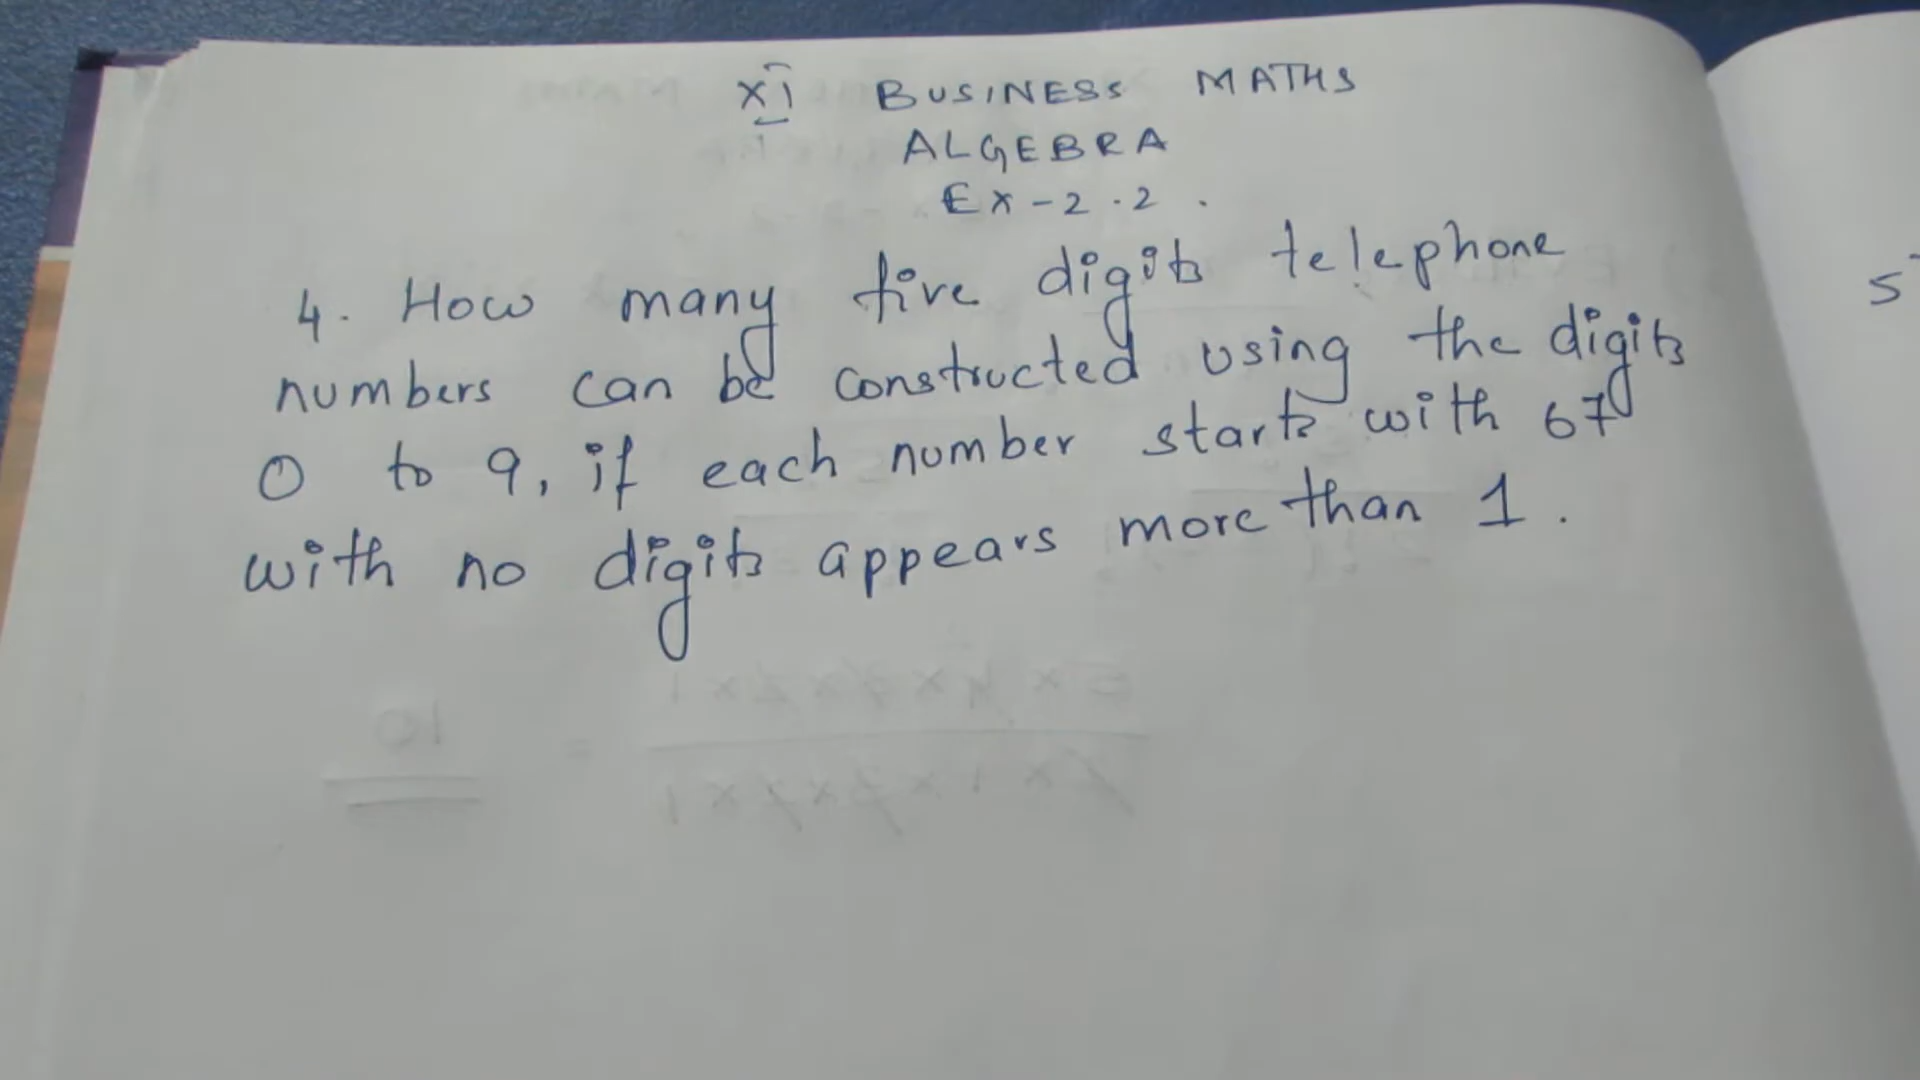 XI BUSINESS MATHS
ALGEBRA
Ex - 2.2.
4. How many five digits telephone
numbers can be constructed using the digits
0 to 9, if each number starts with 67
with no digits appears more than 1.
5